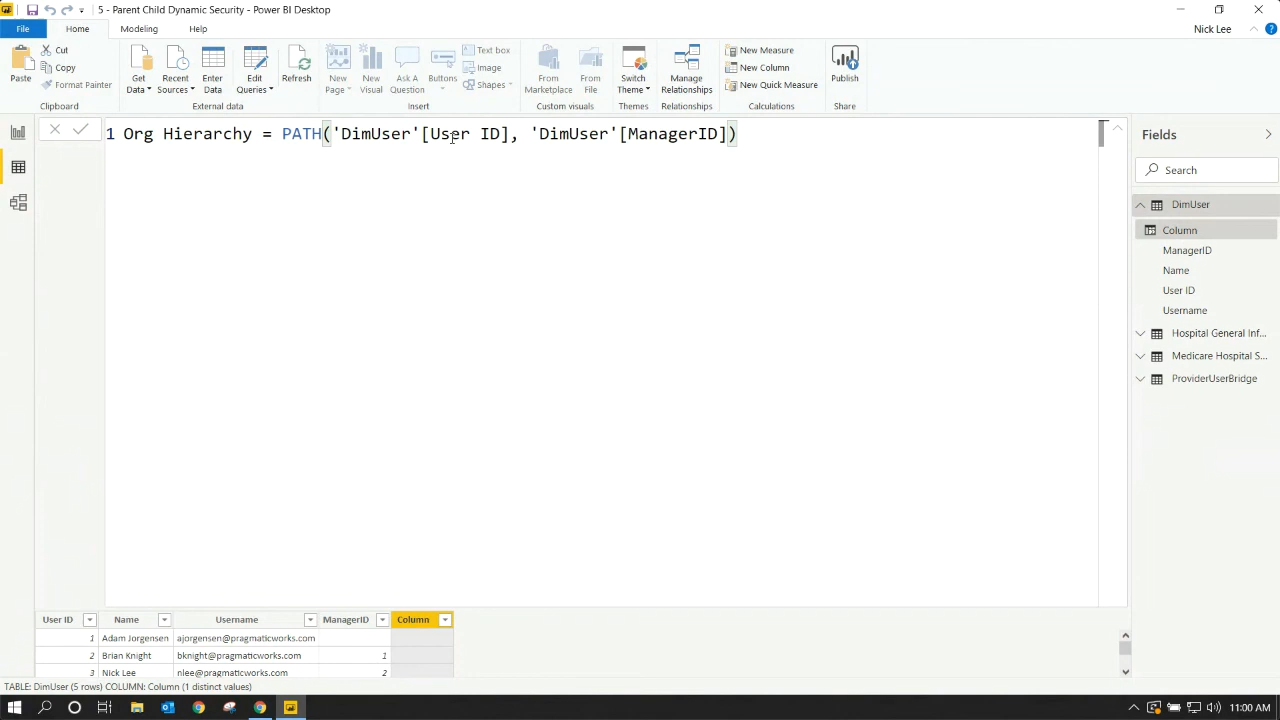 5 - Parent Child Dynamic Security - Power BI Desktop
File
Home
Modeling
Help
Nick Lee
Paste
Cut
Copy
Format Painter
Clipboard
Get
Data
Recent
Sources
Enter
Data
Edit
Queries
Refresh
External data
New
Page
New
Visual
Ask A
Question
Buttons
Text box
Image
Shapes
Insert
From
Marketplace
From
File
Custom visuals
Switch
Theme
Themes
Manage
Relationships
Relationships
New Measure
New Column
New Quick Measure
Calculations
Publish
Share
1 Org Hierarchy = PATH('DimUser'[User ID], 'DimUser'[ManagerID])
Fields
Search
DimUser
Column
ManagerID
Name
User ID
Username
Hospital General Inf...
Medicare Hospital S...
ProviderUserBridge
User ID Name Username ManagerID Column
1 Adam Jorgensen ajorgensen@pragmaticworks.com
2 Brian Knight bknight@pragmaticworks.com 1
3 Nick Lee nlee@pragmaticworks.com 2
TABLE: DimUser (5 rows) COLUMN: Column (1 distinct values)
11:00 AM